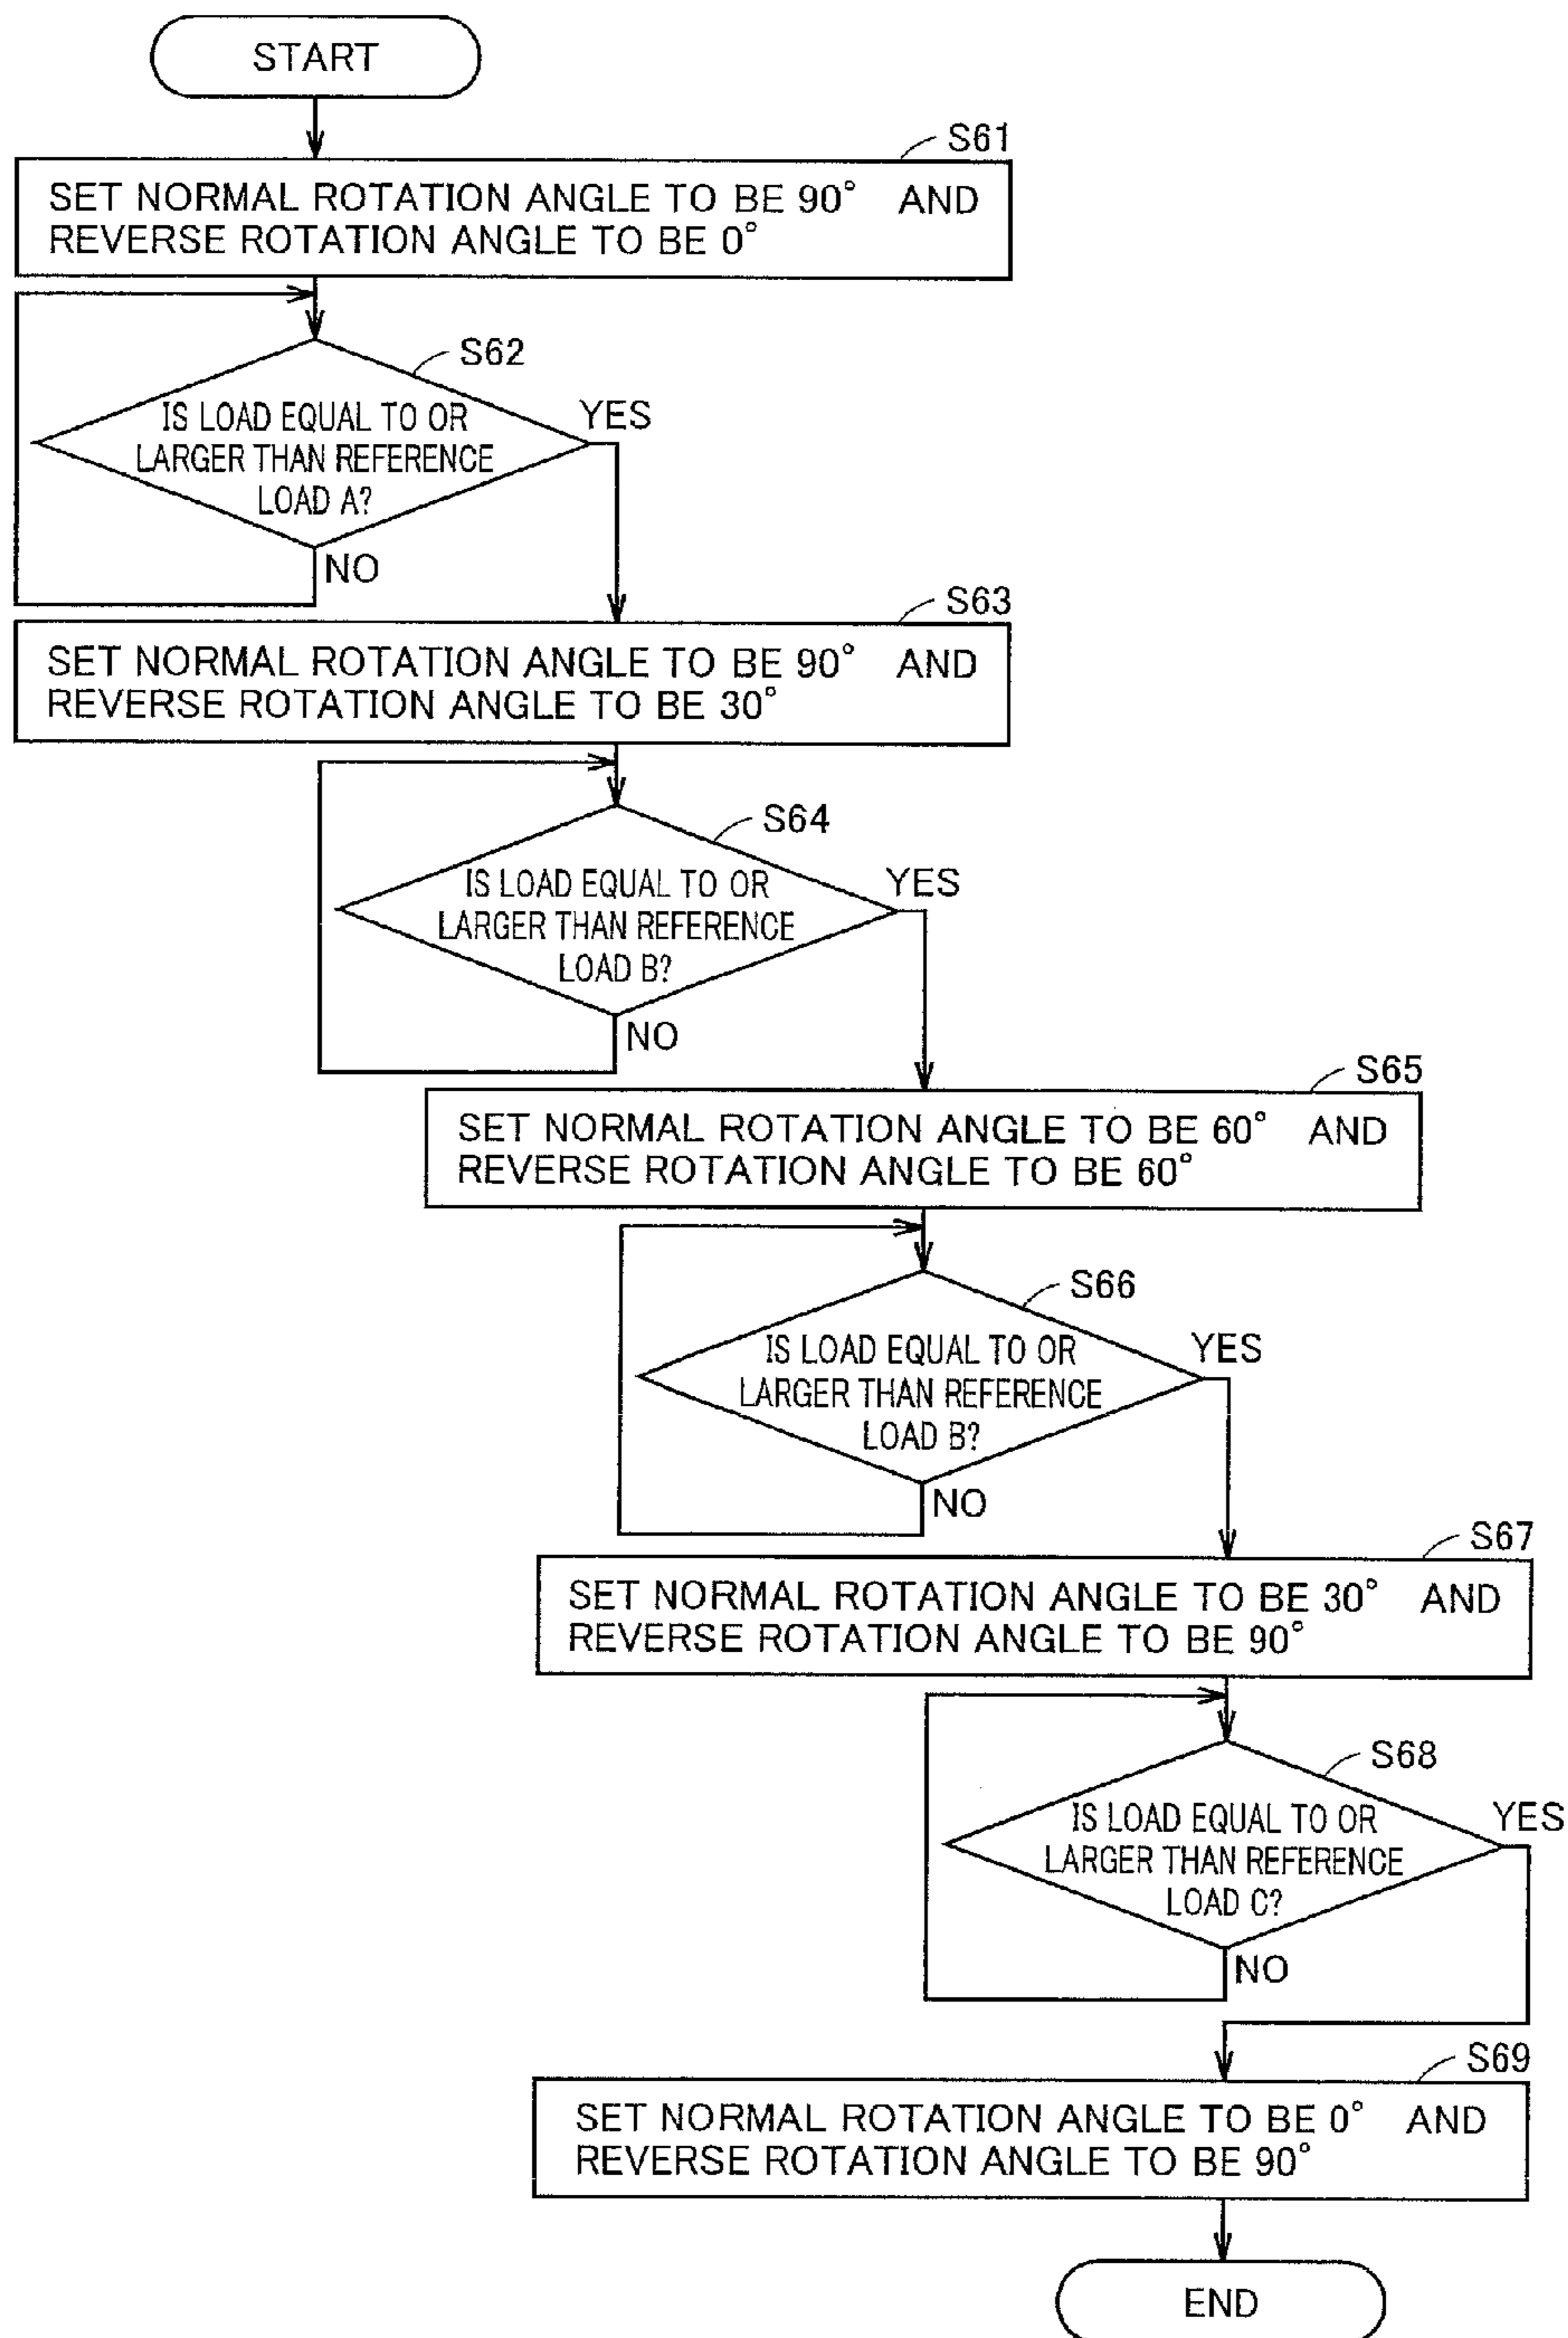 START
S61
SET NORMAL ROTATION ANGLE TO BE 90° AND
REVERSE ROTATION ANGLE TO BE 0°
S62
IS LOAD EQUAL TO OR
LARGER THAN REFERENCE
LOAD A?
YES
NO
S63
SET NORMAL ROTATION ANGLE TO BE 90° AND
REVERSE ROTATION ANGLE TO BE 30°
S64
IS LOAD EQUAL TO OR
LARGER THAN REFERENCE
LOAD B?
YES
NO
S65
SET NORMAL ROTATION ANGLE TO BE 60° AND
REVERSE ROTATION ANGLE TO BE 60°
S66
IS LOAD EQUAL TO OR
LARGER THAN REFERENCE
LOAD B?
YES
NO
S67
SET NORMAL ROTATION ANGLE TO BE 30° AND
REVERSE ROTATION ANGLE TO BE 90°
S68
IS LOAD EQUAL TO OR
LARGER THAN REFERENCE
LOAD C?
YES
NO
S69
SET NORMAL ROTATION ANGLE TO BE 0° AND
REVERSE ROTATION ANGLE TO BE 90°
END